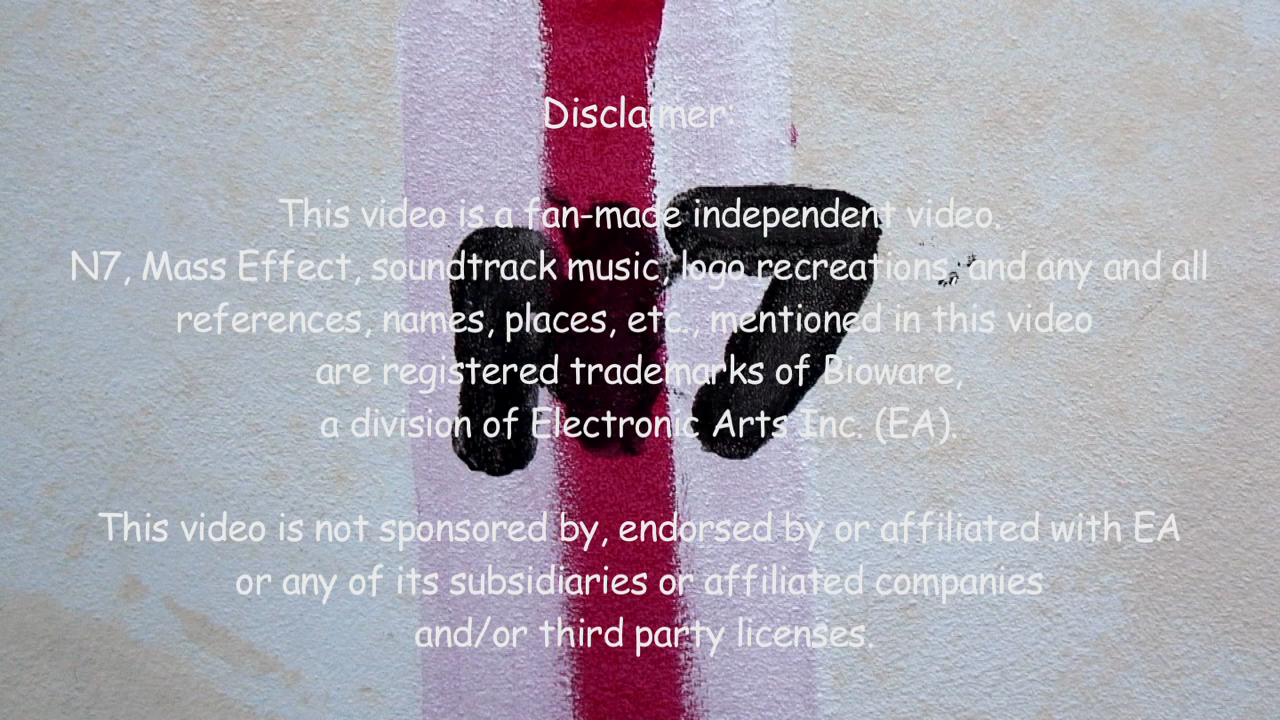 Disclaimer:
This video is a fan-made independent video.
N7, Mass Effect, soundtrack music, logo recreations, and any and all
references, names, places, etc., mentioned in this video
are registered trademarks of Bioware,
a division of Electronic Arts Inc. (EA).
This video is not sponsored by, endorsed by or affiliated with EA
or any of its subsidiaries or affiliated companies
and/or third party licenses.
N7